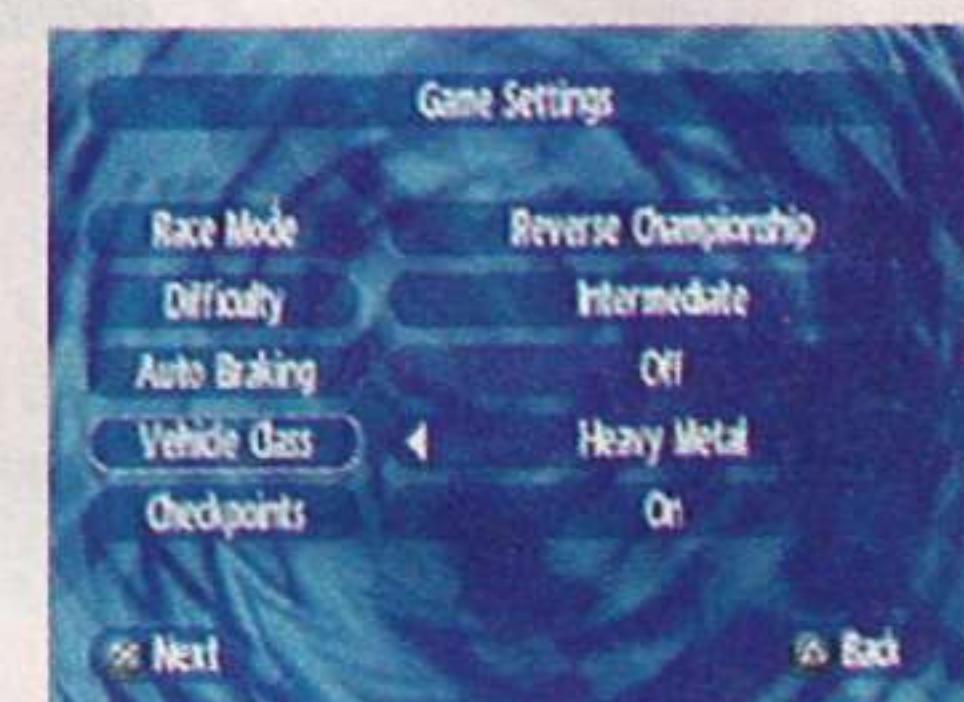 Game Settings
Race Mode Reverse Championship
Difficulty Intermediate
Auto Braking Off
Vehicle Class Heavy Metal
Checkpoints On
Next Back